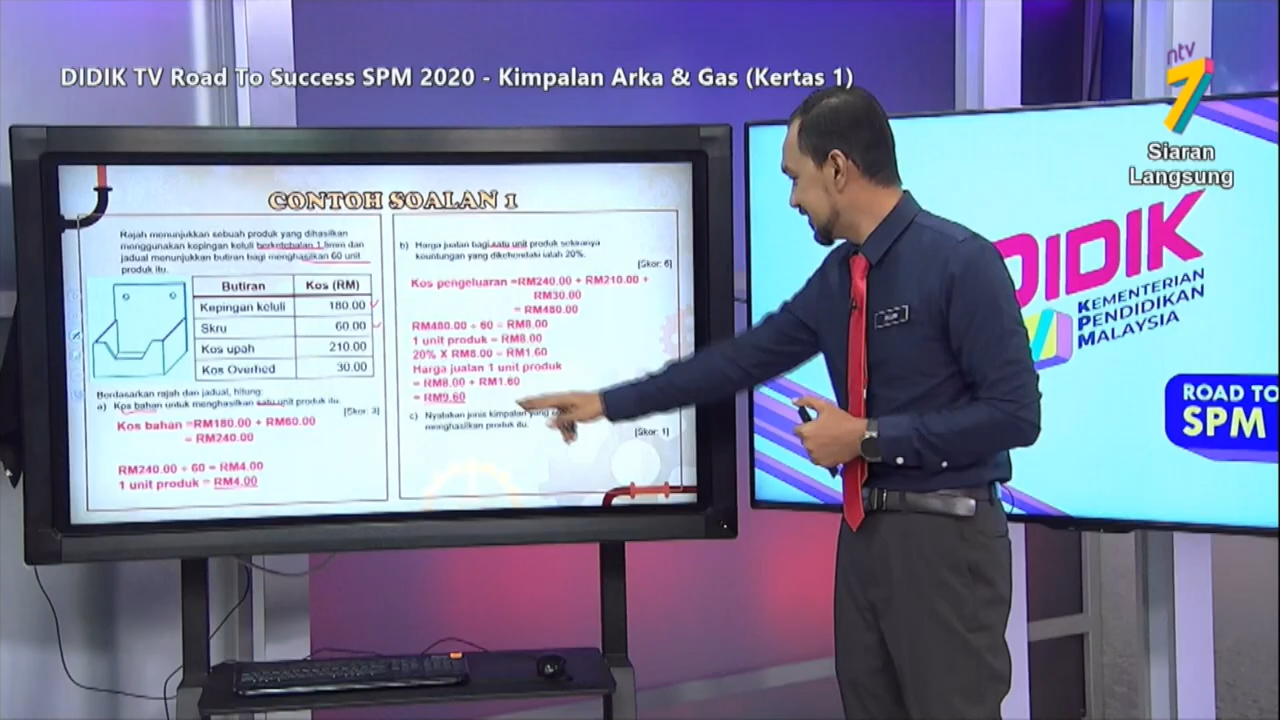 DIDIK TV Road To Success SPM 2020 - Kimpalan Arka & Gas (Kertas 1)
ntv
7
Siaran
Langsung
CONTOH SOALAN 1
Rajah menunjukkan sebuah produk yang dihasilkan
menggunakan kepingan keluli berketebalan 1.5mm dan
jadual menunjukkan butiran bagi menghasilkan 60 unit
produk itu.
Butiran Kos (RM)
Kepingan keluli 180.00
Skru 60.00
Kos upah 210.00
Kos Overhed 30.00
Berdasarkan rajah dan jadual, hitung:
a) Kos bahan untuk menghasilkan satu unit produk itu.
[Skor: 3]
Kos bahan =RM180.00 + RM60.00
= RM240.00
RM240.00 ÷ 60 = RM4.00
1 unit produk = RM4.00
b) Harga jualan bagi satu unit produk sekiranya
keuntungan yang dikehendaki ialah 20%.
[Skor: 6]
Kos pengeluaran =RM240.00 + RM210.00 +
RM30.00
= RM480.00
RM480.00 ÷ 60 = RM8.00
1 unit produk = RM8.00
20% X RM8.00 = RM1.60
Harga jualan 1 unit produk
= RM8.00 + RM1.60
= RM9.60
c) Nyatakan jenis kimpalan yang
menghasilkan produk itu.
[Skor: 1]
DIDIK
KEMENTERIAN
PENDIDIKAN
MALAYSIA
ROAD TO
SPM